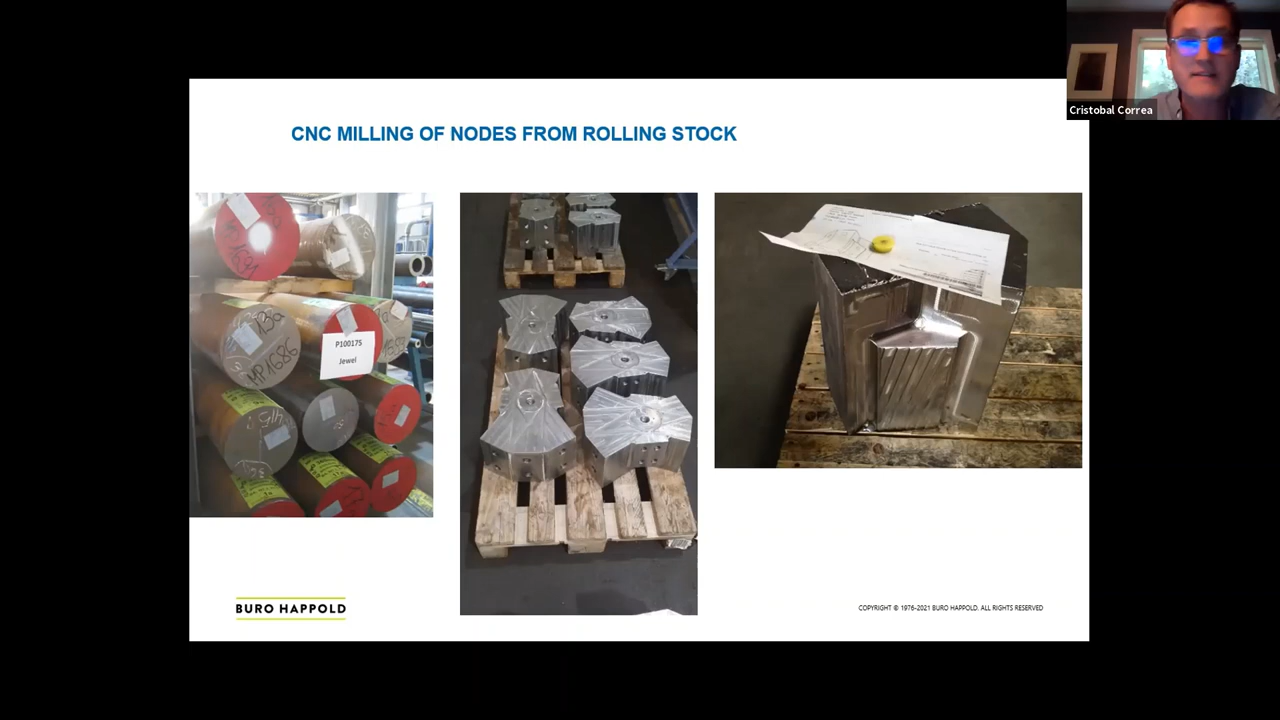 Cristobal Correa
CNC MILLING OF NODES FROM ROLLING STOCK
P100175
Jewel
MP1686
BURO HAPPOLD
COPYRIGHT © 1976-2021 BURO HAPPOLD. ALL RIGHTS RESERVED